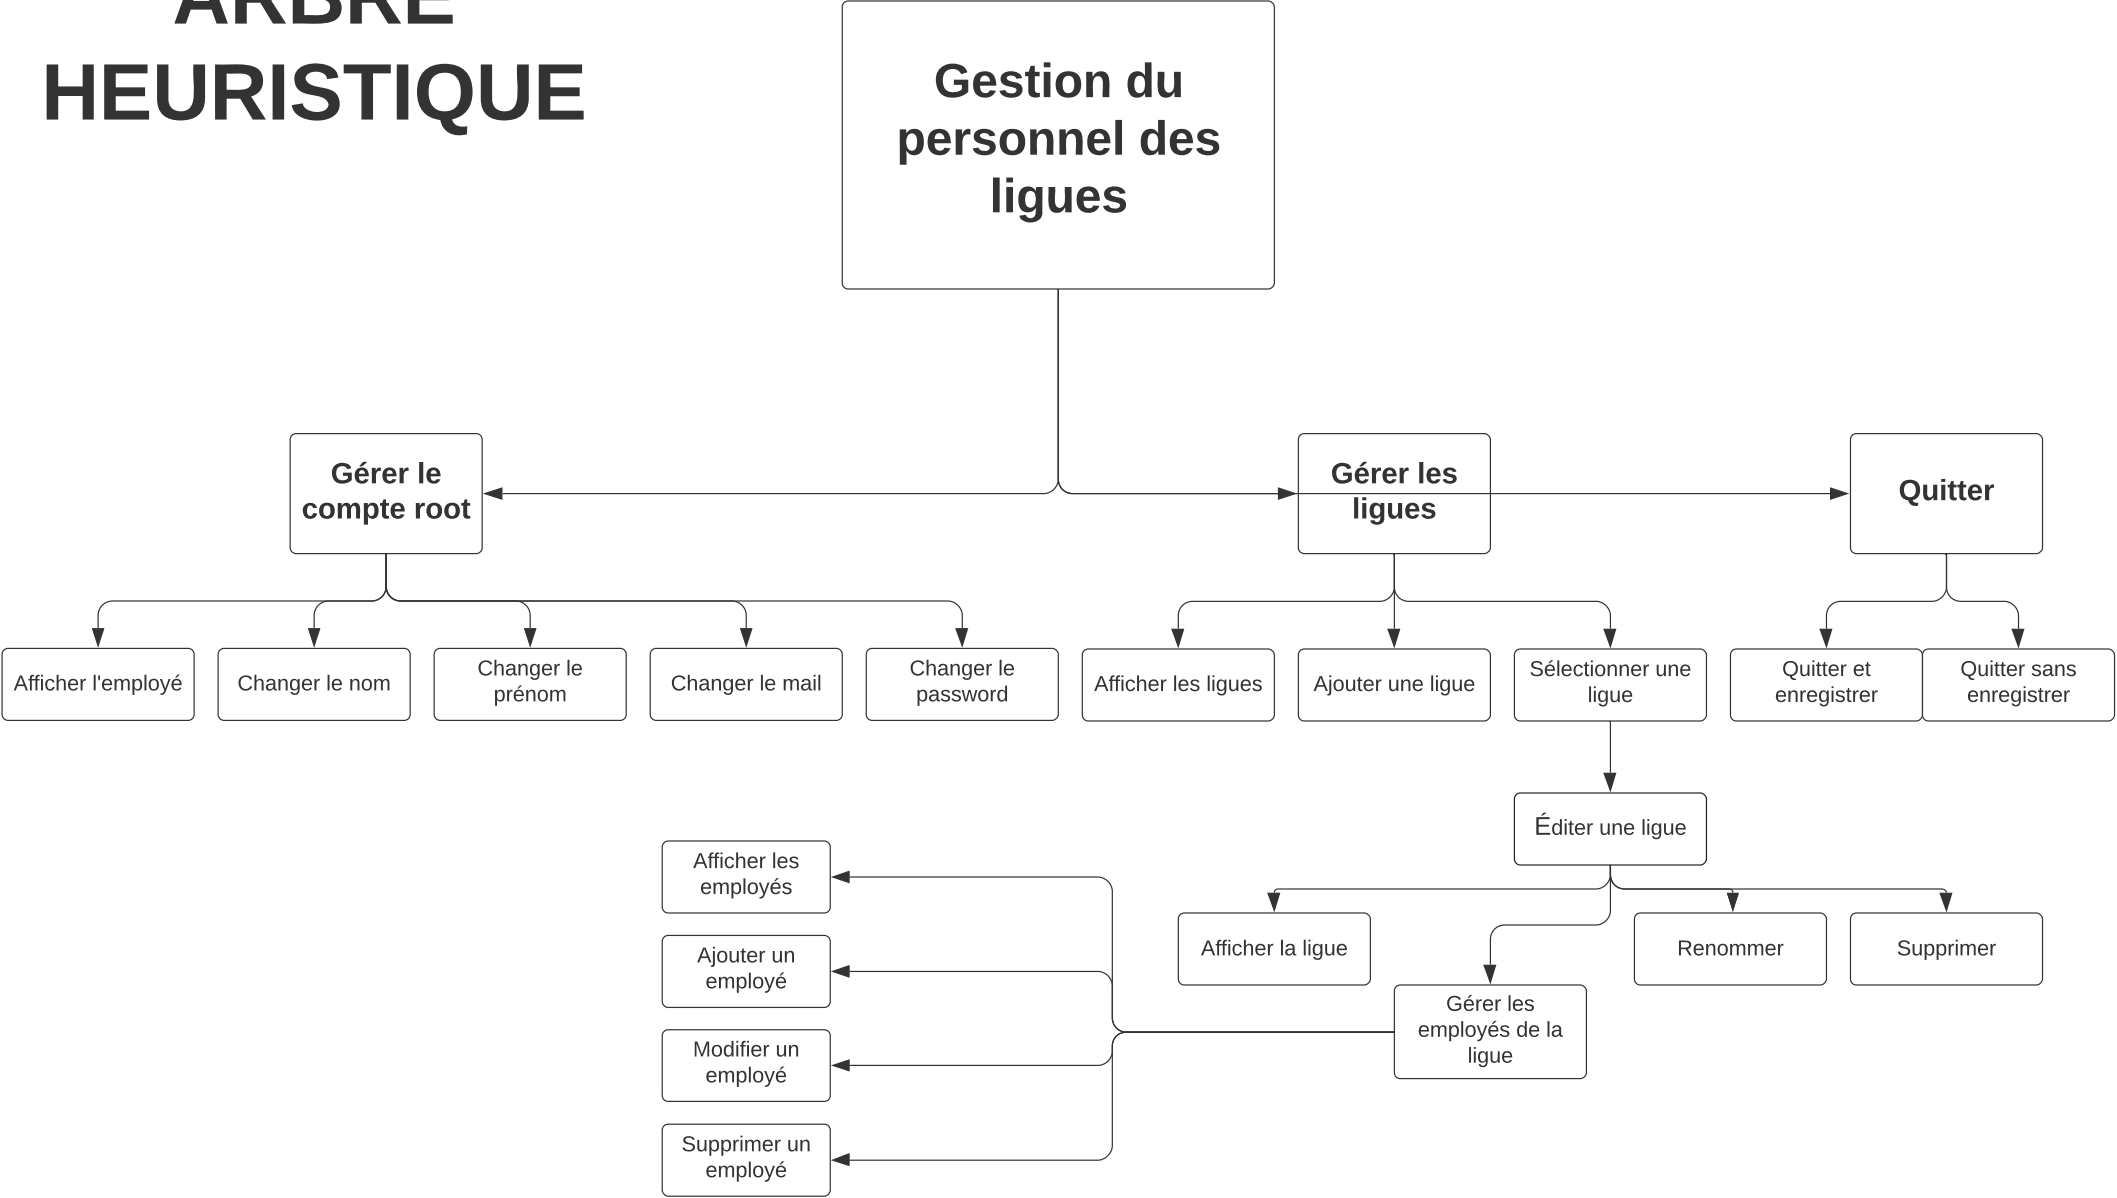 ARBRE
HEURISTIQUE
Gestion du
personnel des
ligues
Gérer le
compte root
Gérer les
ligues
Quitter
Afficher l'employé
Changer le nom
Changer le
prénom
Changer le mail
Changer le
password
Afficher les ligues
Ajouter une ligue
Sélectionner une
ligue
Quitter et
enregistrer
Quitter sans
enregistrer
Éditer une ligue
Afficher les
employés
Ajouter un
employé
Modifier un
employé
Supprimer un
employé
Afficher la ligue
Gérer les
employés de la
ligue
Renommer
Supprimer